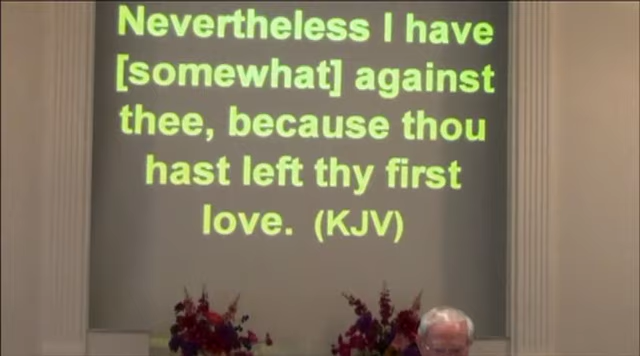 Nevertheless I have
[somewhat] against
thee, because thou
hast left thy first
love. (KJV)